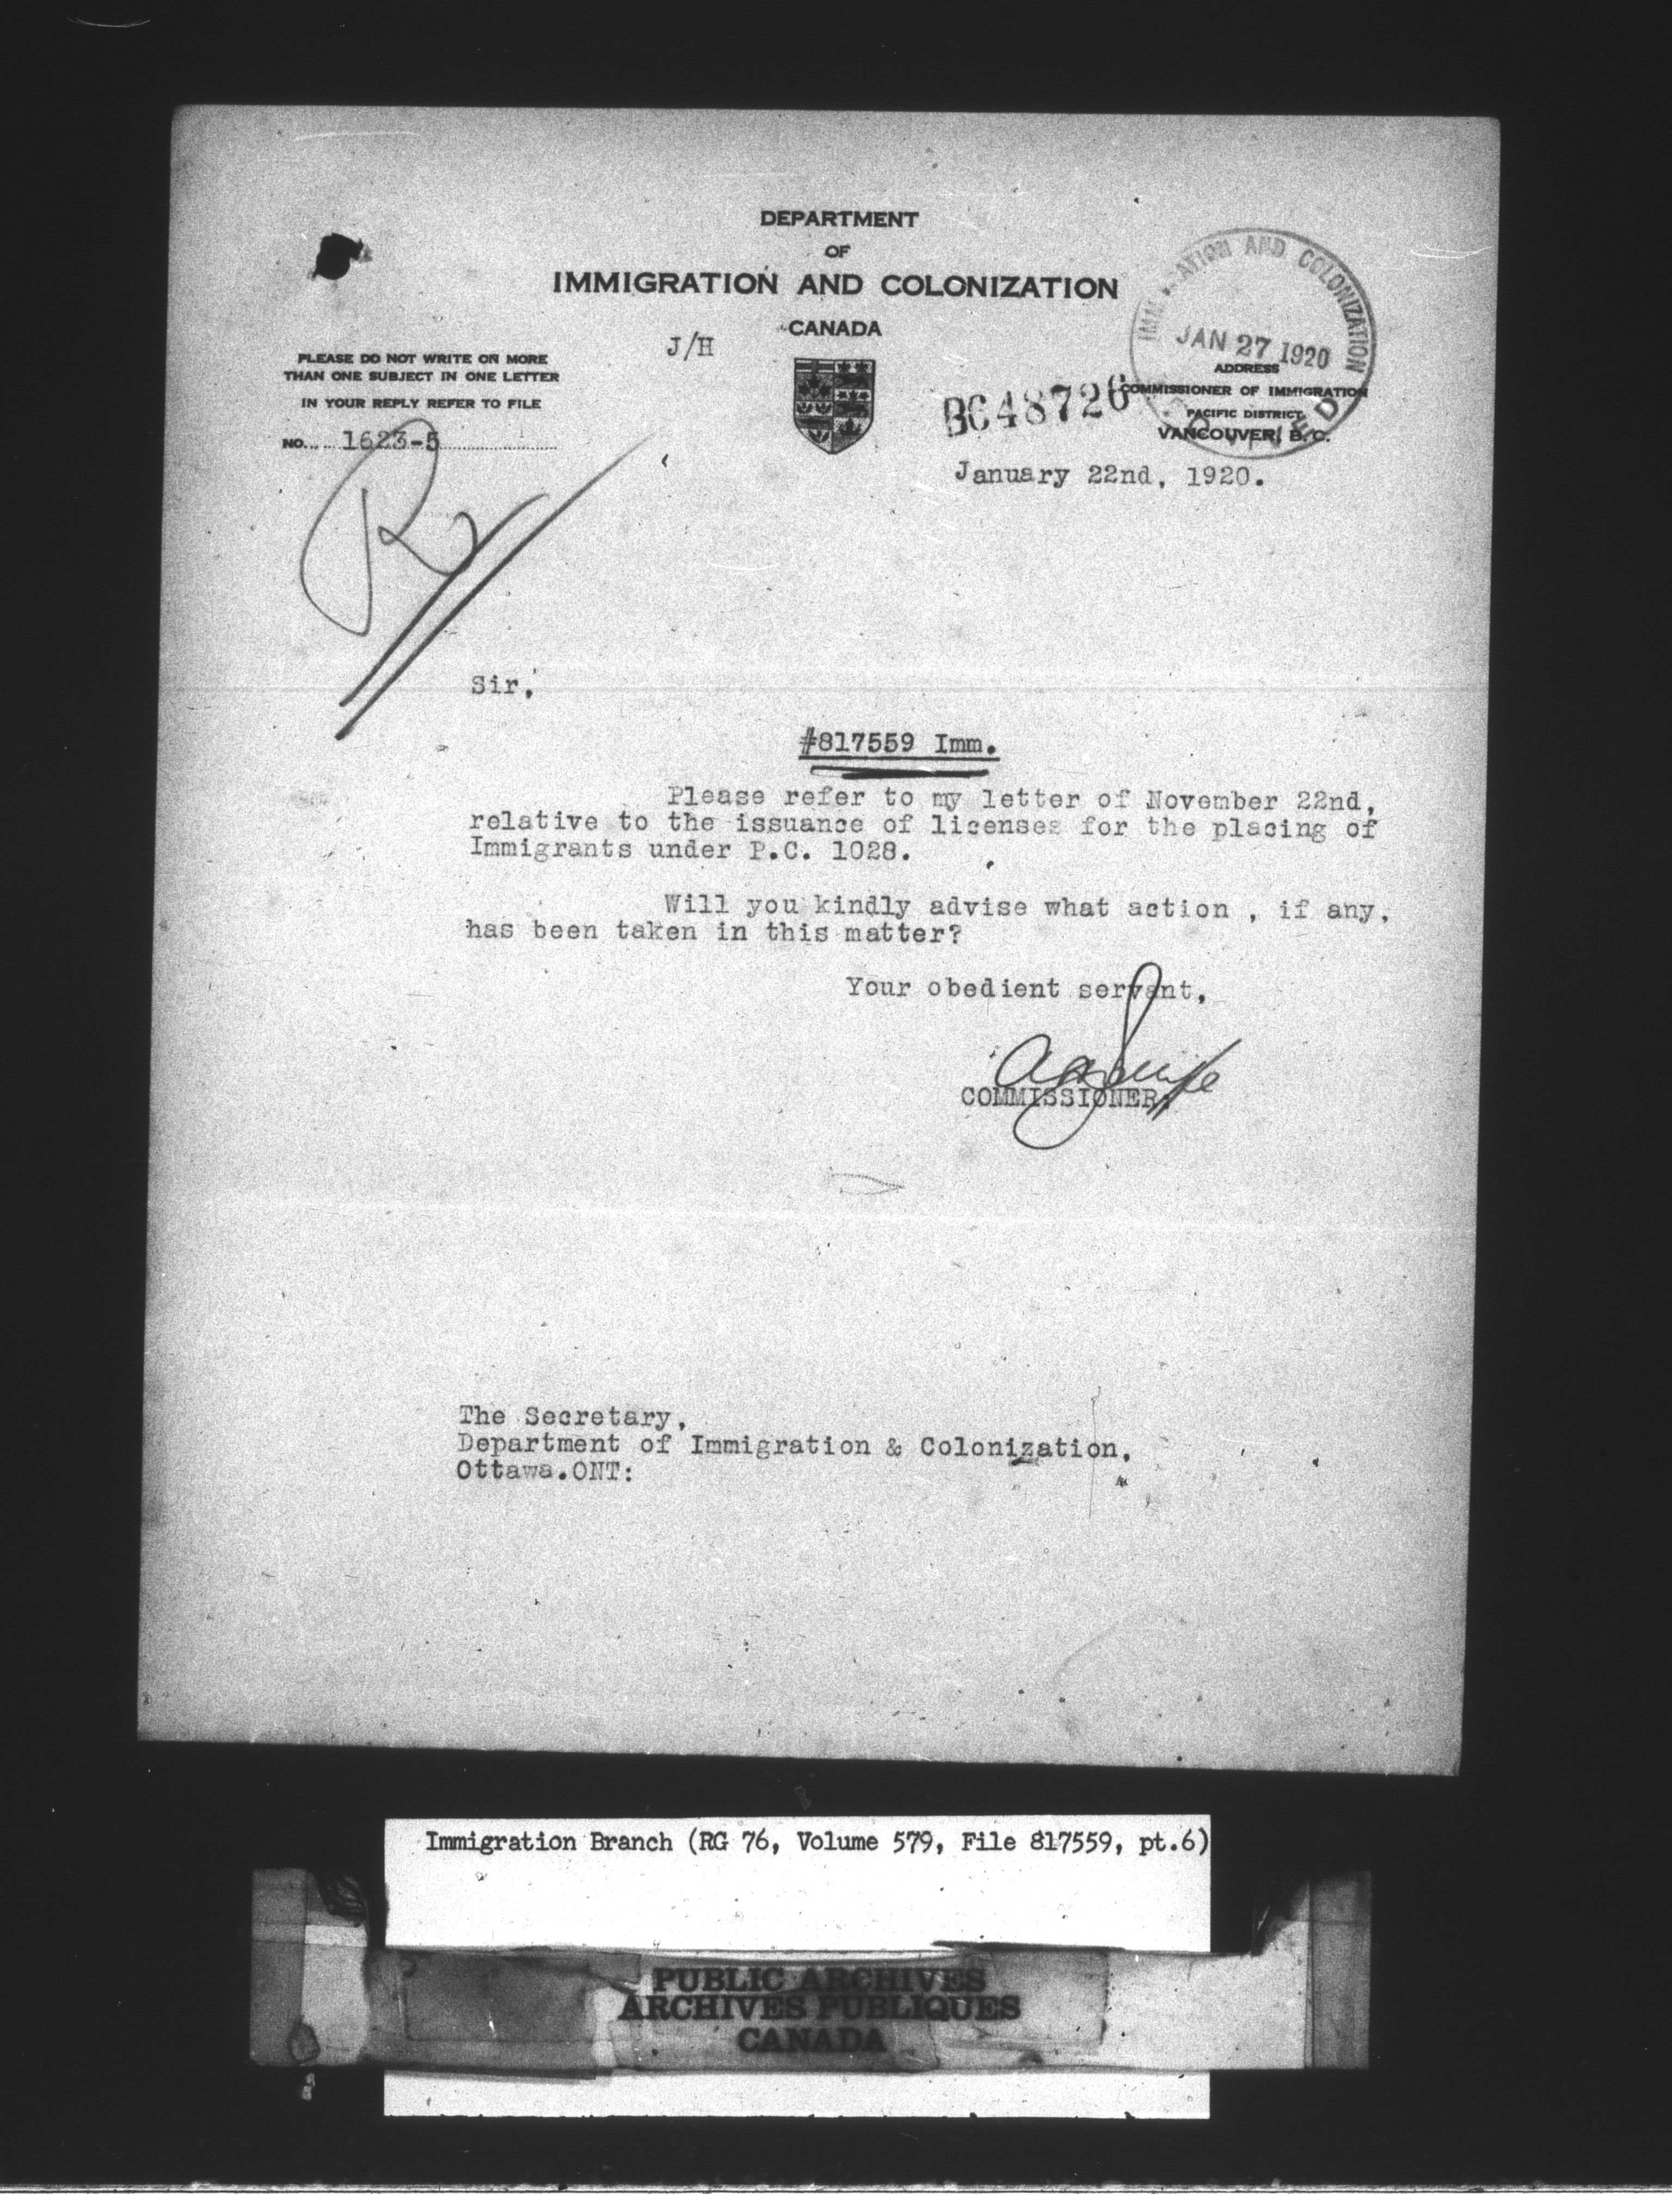 DEPARTMENT
OF
IMMIGRATION AND COLONIZATION
CANADA
J/H
PLEASE DO NOT WRITE ON MORE
THAN ONE SUBJECT IN ONE LETTER
IN YOUR REPLY REFER TO FILE
NO. 1623-5
IMMIGRATION AND COLONIZATION
JAN 27 1920
ADDRESS
COMMISSIONER OF IMMIGRATION
PACIFIC DISTRICT
VANCOUVER, B.C.
BC48726
January 22nd, 1920.
R
Sir,
#817559 Imm.
Please refer to my letter of November 22nd,
relative to the issuance of licenses for the placing of
Immigrants under P.C. 1028.
Will you kindly advise what action , if any,
has been taken in this matter?
Your obedient servant,
COMMISSIONER.
The Secretary,
Department of Immigration & Colonization,
Ottawa.ONT:
Immigration Branch (RG 76, Volume 579, File 817559, pt.6)
PUBLIC ARCHIVES
ARCHIVES PUBLIQUES
CANADA